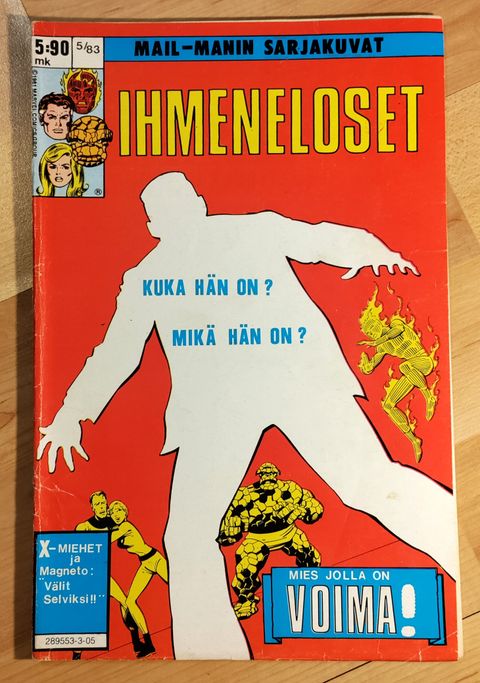 5:90
mk
5/83
MAIL-MANIN SARJAKUVAT
IHMENELOSET
KUKA HÄN ON?
MIKÄ HÄN ON?
X-MIEHET
ja
Magneto:
"Välit
Selviksi!!"
289553-3-05
MIES JOLLA ON
VOIMA!